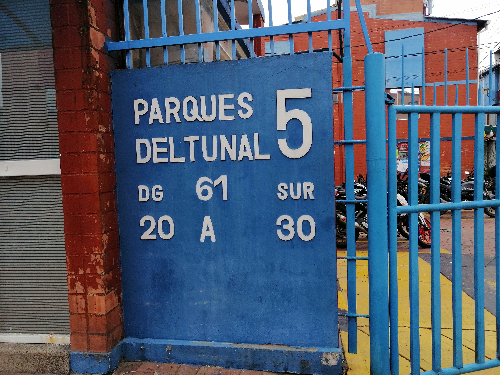 PARQUES 5
DELTUNAL
DG 61 SUR
20 A 30